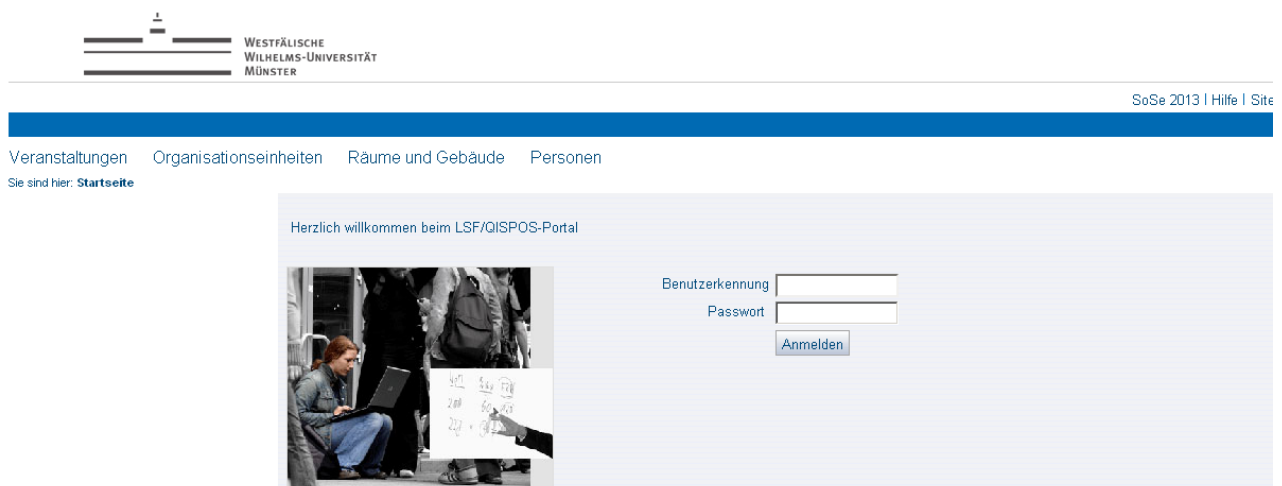 WESTFÄLISCHE
WILHELMS-UNIVERSITÄT
MÜNSTER
SoSe 2013 | Hilfe | Site
Veranstaltungen Organisationseinheiten Räume und Gebäude Personen
Sie sind hier: Startseite
Herzlich willkommen beim LSF/QISPOS-Portal
Benutzerkennung
Passwort
Anmelden